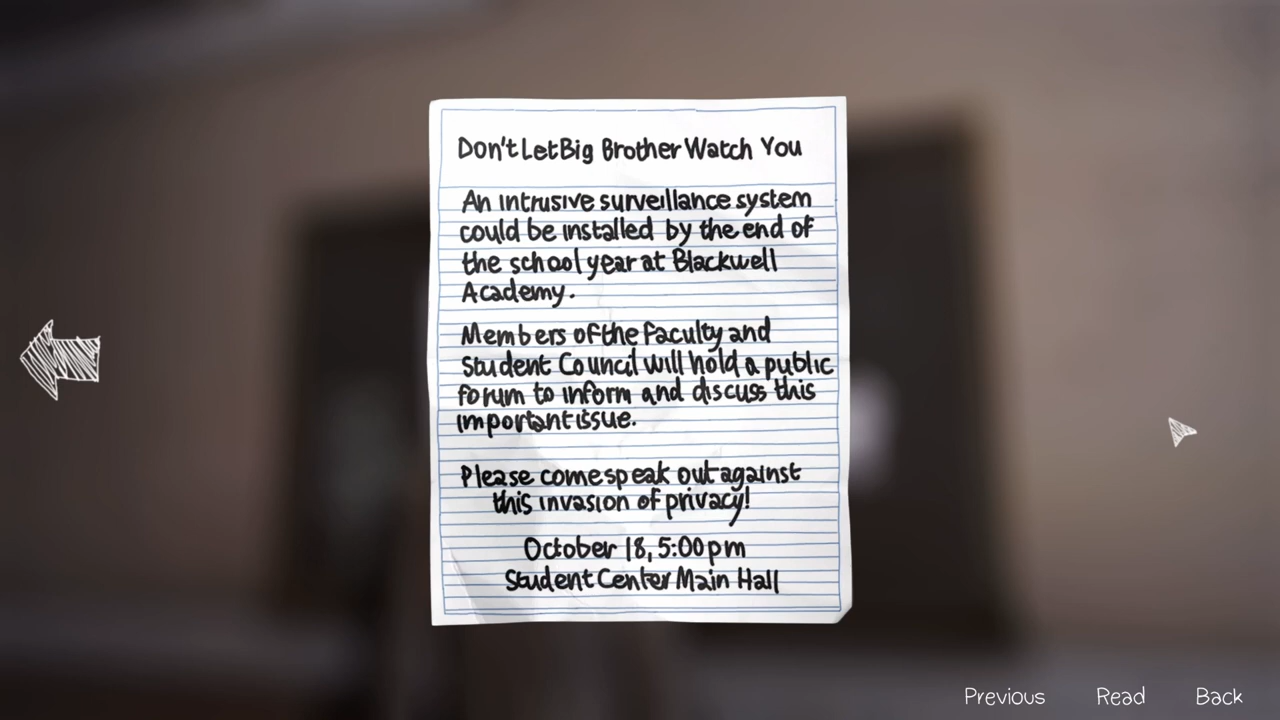 Don't Let Big Brother Watch You
An intrusive surveillance system
could be installed by the end of
the school year at Blackwell
Academy.
Members of the faculty and
Student Council will hold a public
forum to inform and discuss this
important issue.
Please come speak out against
this invasion of privacy!
October 18, 5:00pm
Student Center Main Hall
Previous Read Back